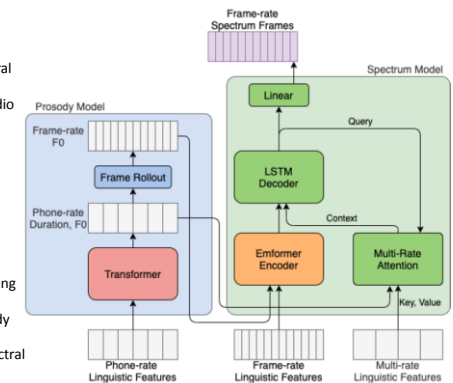 Frame-rate
Spectrum Frames
Spectrum Model
Linear
Prosody Model
Query
Frame-rate
F0
LSTM
Decoder
Frame Rollout
Phone-rate
Duration, F0
Context
Transformer
Emformer
Encoder
Multi-Rate
Attention
Key, Value
Phone-rate
Linguistic Features
Frame-rate
Linguistic Features
Multi-rate
Linguistic Features